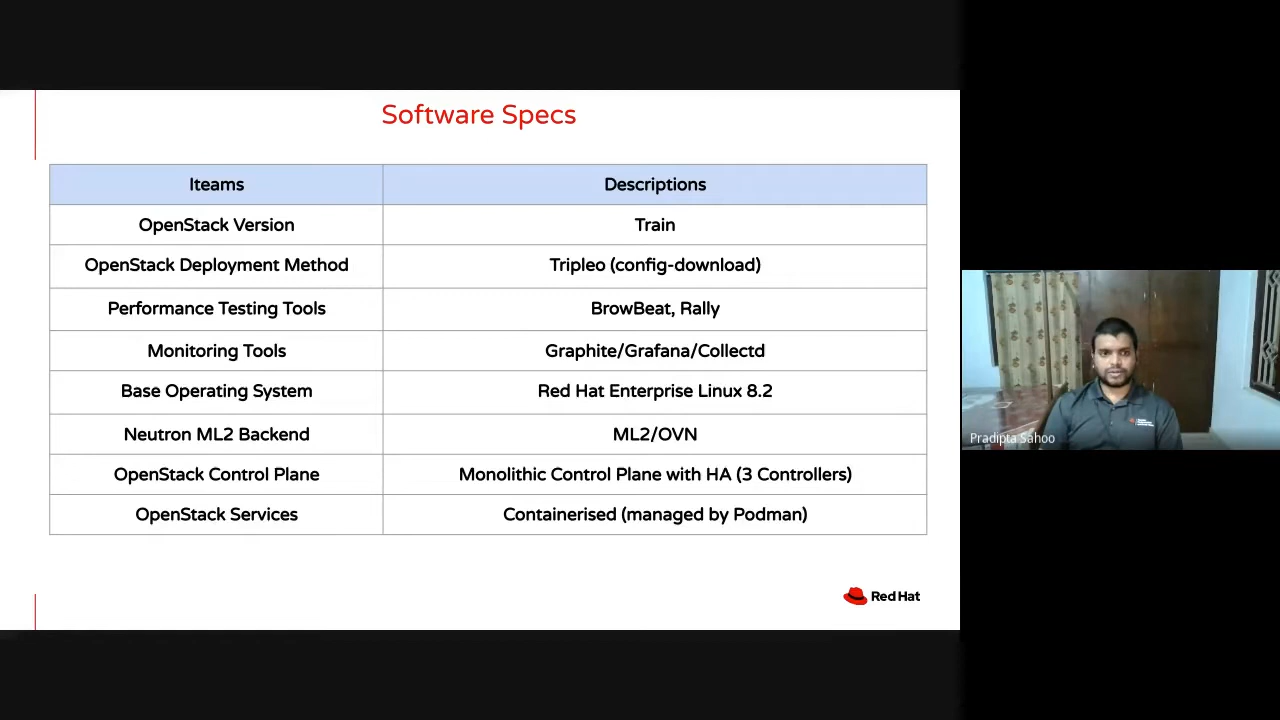 Software Specs
Iteams Descriptions
OpenStack Version Train
OpenStack Deployment Method Tripleo (config-download)
Performance Testing Tools BrowBeat, Rally
Monitoring Tools Graphite/Grafana/Collectd
Base Operating System Red Hat Enterprise Linux 8.2
Neutron ML2 Backend ML2/OVN
OpenStack Control Plane Monolithic Control Plane with HA (3 Controllers)
OpenStack Services Containerised (managed by Podman)
Red Hat
Pradipta Sahoo